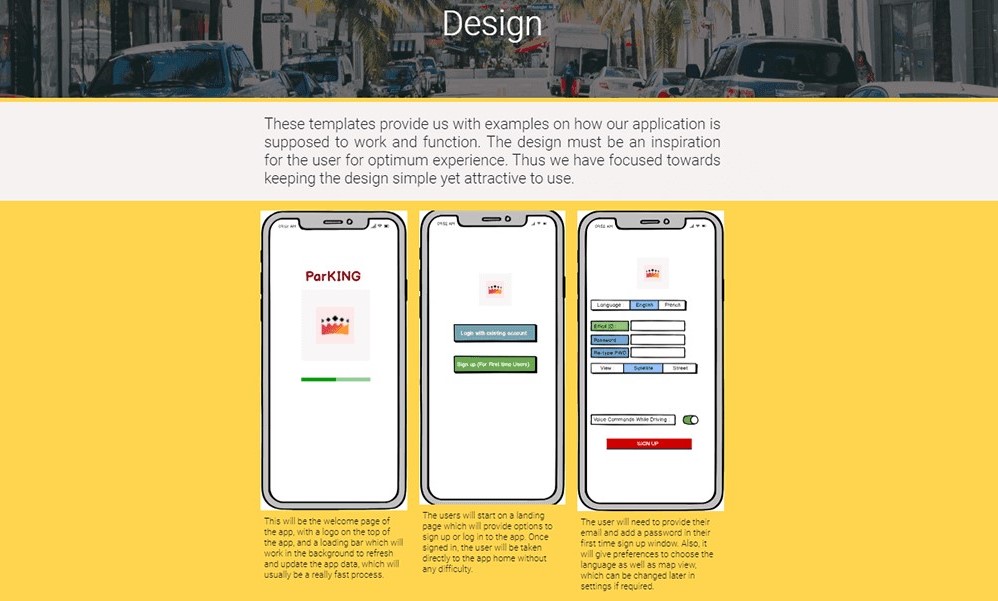 Design
These templates provide us with examples on how our application is
supposed to work and function. The design must be an inspiration
for the user for optimum experience. Thus we have focused towards
keeping the design simple yet attractive to use.
ParKING
Login with existing account
Sign up (For First time Users)
09:52 AM
Language English French
Email ID
Password
Re-type PWD
View Satellite Street
Voice Commands While Driving :
SIGN UP
This will be the welcome page of
the app, with a logo on the top of
the app, and a loading bar which will
work in the background to refresh
and update the app data, which will
usually be a really fast process.
The users will start on a landing
page which will provide options to
sign up or log in to the app. Once
signed in, the user will be taken
directly to the app home without
any difficulty.
The user will need to provide their
email and add a password in their
first time sign up window. Also, it
will give preferences to choose the
language as well as map view,
which can be changed later in
settings if required.